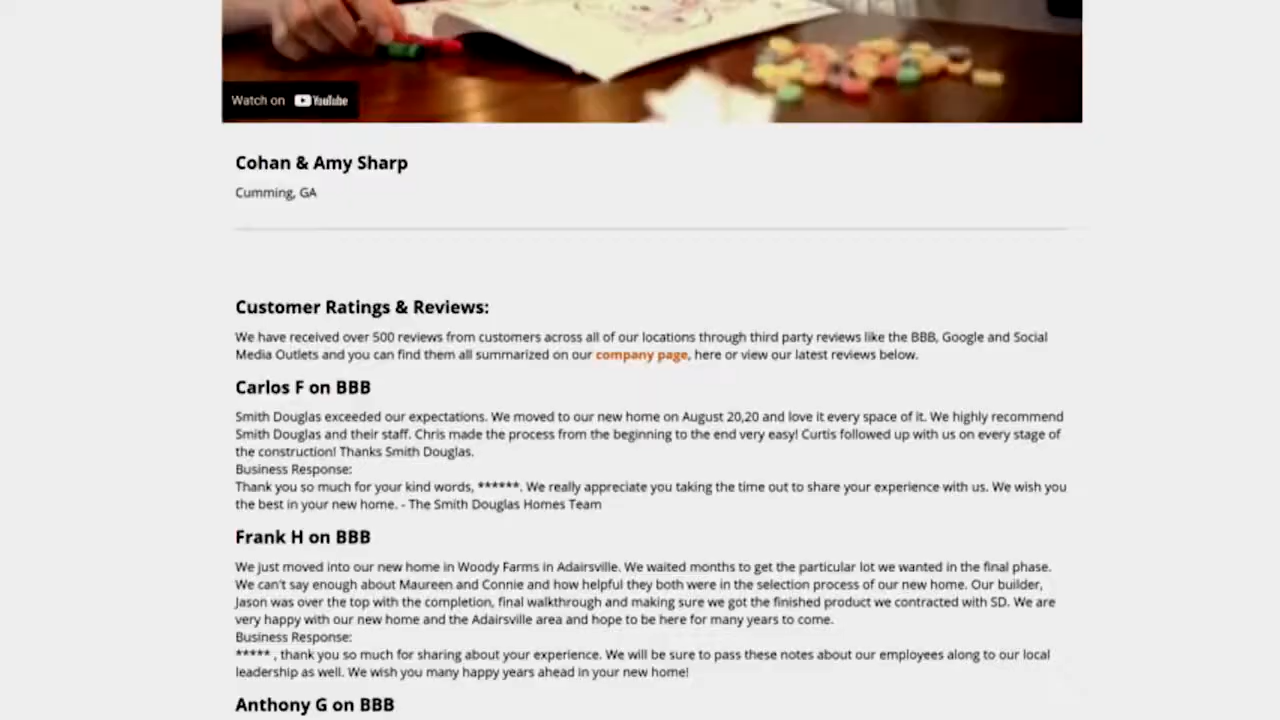 Watch on YouTube
Cohan & Amy Sharp
Cumming, GA
Customer Ratings & Reviews:
We have received over 500 reviews from customers across all of our locations through third party reviews like the BBB, Google and Social
Media Outlets and you can find them all summarized on our company page, here or view our latest reviews below.
Carlos F on BBB
Smith Douglas exceeded our expectations. We moved to our new home on August 20,20 and love it every space of it. We highly recommend
Smith Douglas and their staff. Chris made the process from the beginning to the end very easy! Curtis followed up with us on every stage of
the construction! Thanks Smith Douglas.
Business Response:
Thank you so much for your kind words, ******. We really appreciate you taking the time out to share your experience with us. We wish you
the best in your new home. - The Smith Douglas Homes Team
Frank H on BBB
We just moved into our new home in Woody Farms in Adairsville. We waited months to get the particular lot we wanted in the final phase.
We can't say enough about Maureen and Connie and how helpful they both were in the selection process of our new home. Our builder,
Jason was over the top with the completion, final walkthrough and making sure we got the finished product we contracted with SD. We are
very happy with our new home and the Adairsville area and hope to be here for many years to come.
Business Response:
***** , thank you so much for sharing about your experience. We will be sure to pass these notes about our employees along to our local
leadership as well. We wish you many happy years ahead in your new home!
Anthony G on BBB